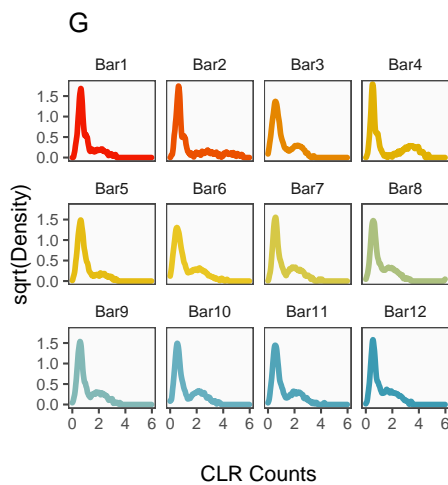 G
Bar1 Bar2 Bar3 Bar4
1.5
1.0
0.5
0.0
Bar5 Bar6 Bar7 Bar8
1.5
1.0
0.5
0.0
Bar9 Bar10 Bar11 Bar12
1.5
1.0
0.5
0.0
0 2 4 6 0 2 4 6 0 2 4 6 0 2 4 6
sqrt(Density)
CLR Counts